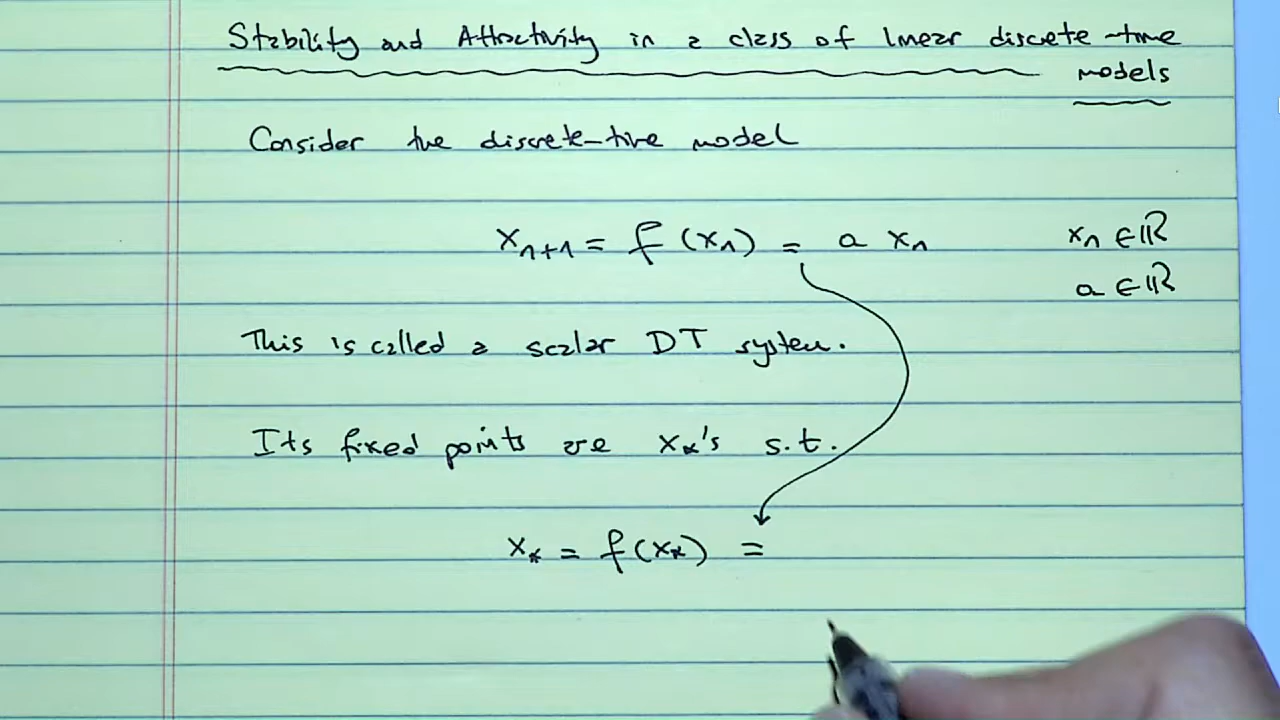 Stability and Attractivity in a class of linear discrete-time
models
Consider the discrete-time model
xₙ₊₁ = f(xₙ) = a xₙ xₙ ∈ ℝ
a ∈ ℝ
This is called a scalar DT system.
Its fixed points are x*'s s.t.
x* = f(x*) =